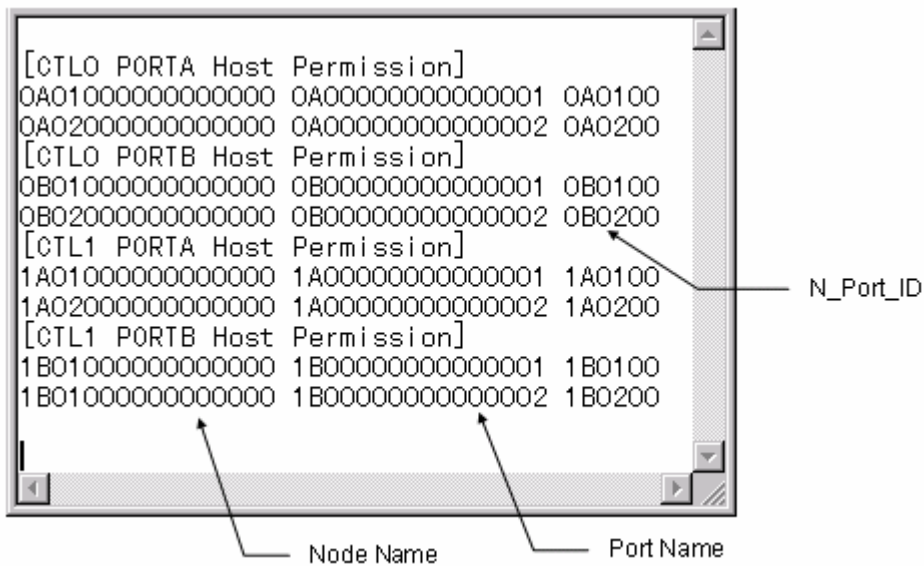 [CTL0 PORTA Host Permission]
0A01000000000000 0A00000000000001 0A0100
0A02000000000000 0A00000000000002 0A0200
[CTL0 PORTB Host Permission]
0B01000000000000 0B00000000000001 0B0100
0B02000000000000 0B00000000000002 0B0200
[CTL1 PORTA Host Permission]
1A01000000000000 1A00000000000001 1A0100
1A02000000000000 1A00000000000002 1A0200
[CTL1 PORTB Host Permission]
1B01000000000000 1B00000000000001 1B0100
1B01000000000000 1B00000000000002 1B0200
N_Port_ID
Node Name
Port Name